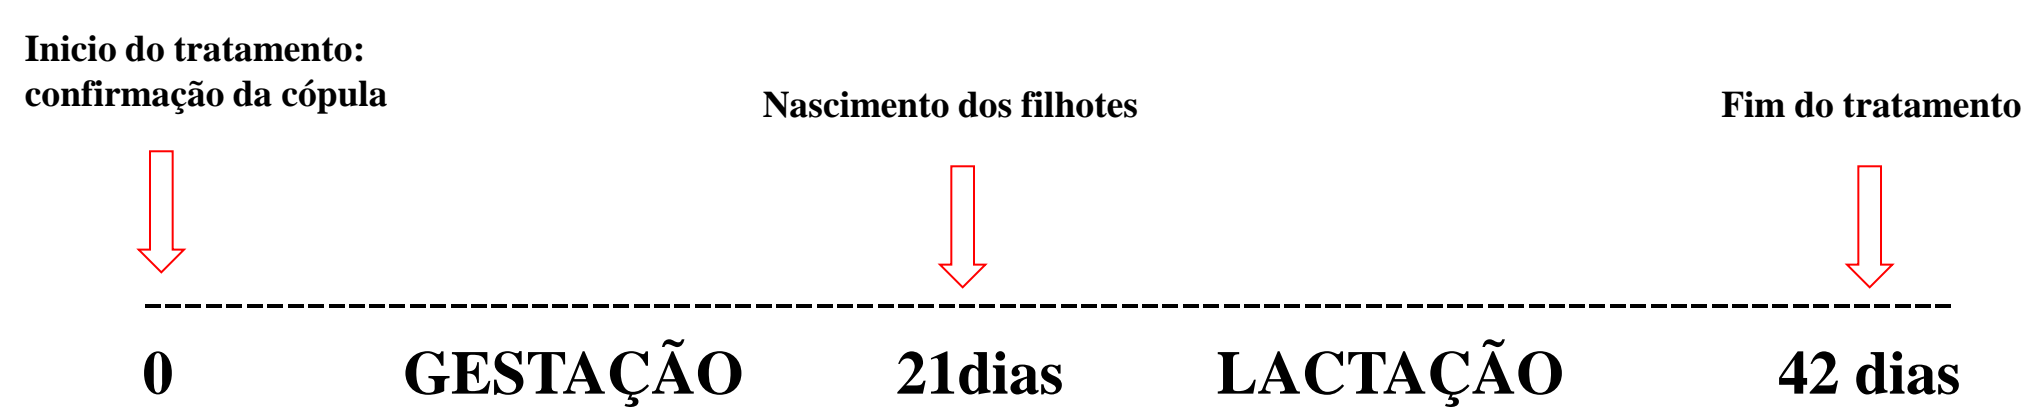 Inicio do tratamento:
confirmação da cópula
Nascimento dos filhotes
Fim do tratamento
0 GESTAÇÃO 21dias LACTAÇÃO 42 dias